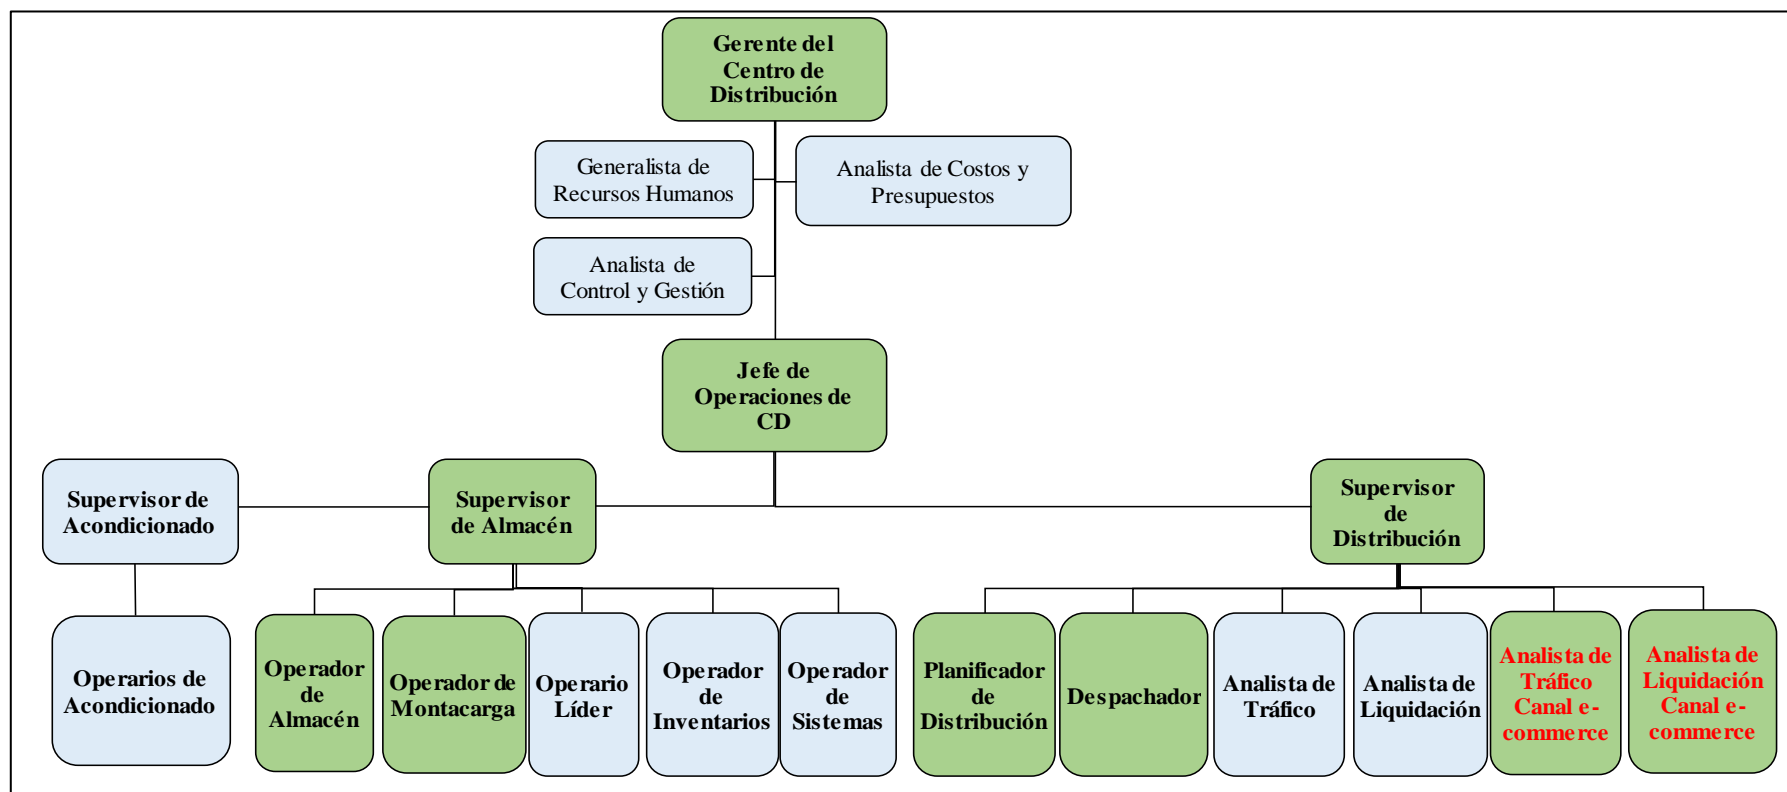 Gerente del
Centro de
Distribución
Generalista de
Recursos Humanos
Analista de Costos y
Presupuestos
Analista de
Control y Gestión
Jefe de
Operaciones de
CD
Supervisor de
Acondicionado
Supervisor
de Almacén
Supervisor
de
Distribución
Operarios de
Acondicionado
Operador
de
Almacén
Operador de
Montacarga
Operario
Líder
Operador
de
Inventarios
Operador
de
Sistemas
Planificador
de
Distribución
Despachador
Analista de
Tráfico
Analista de
Liquidación
Analista de
Tráfico
Canal e-
commerce
Analista de
Liquidación
Canal e-
commerce